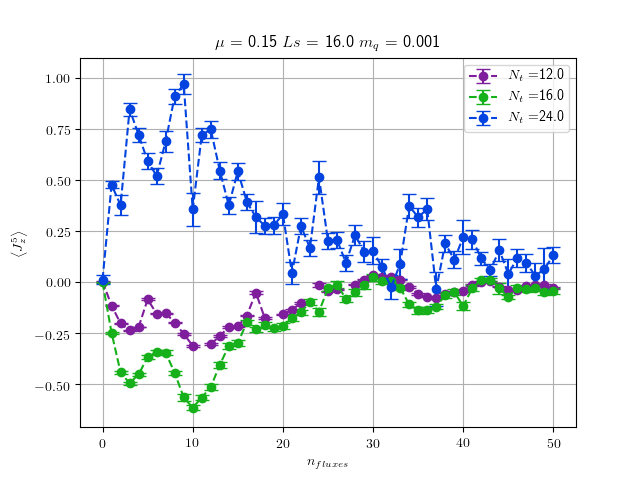 μ = 0.15 Ls = 16.0 m_q = 0.001
N_t =12.0
N_t =16.0
N_t =24.0
⟨J_z^5⟩
1.00
0.75
0.50
0.25
0.00
−0.25
−0.50
0 10 20 30 40 50
n_fluxes